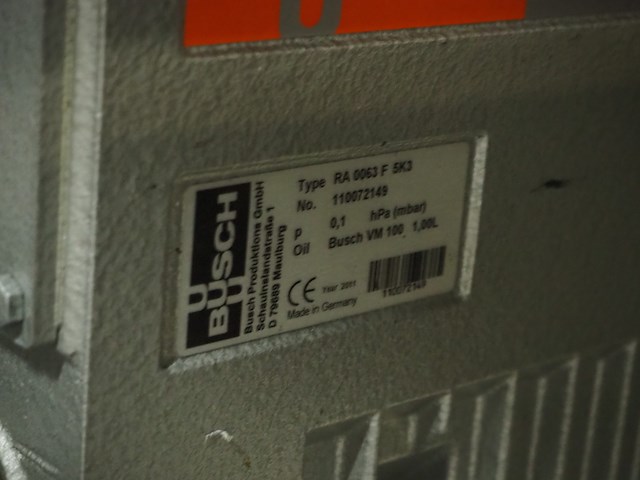 BUSCH
Busch Produktions GmbH
Schauinslandstraße 1
D 79689 Maulburg
Type RA 0063 F 5K3
No. 110072149
p 0,1 hPa (mbar)
Oil Busch VM 100 1,00L
CE Year 2011
Made in Germany
110072149